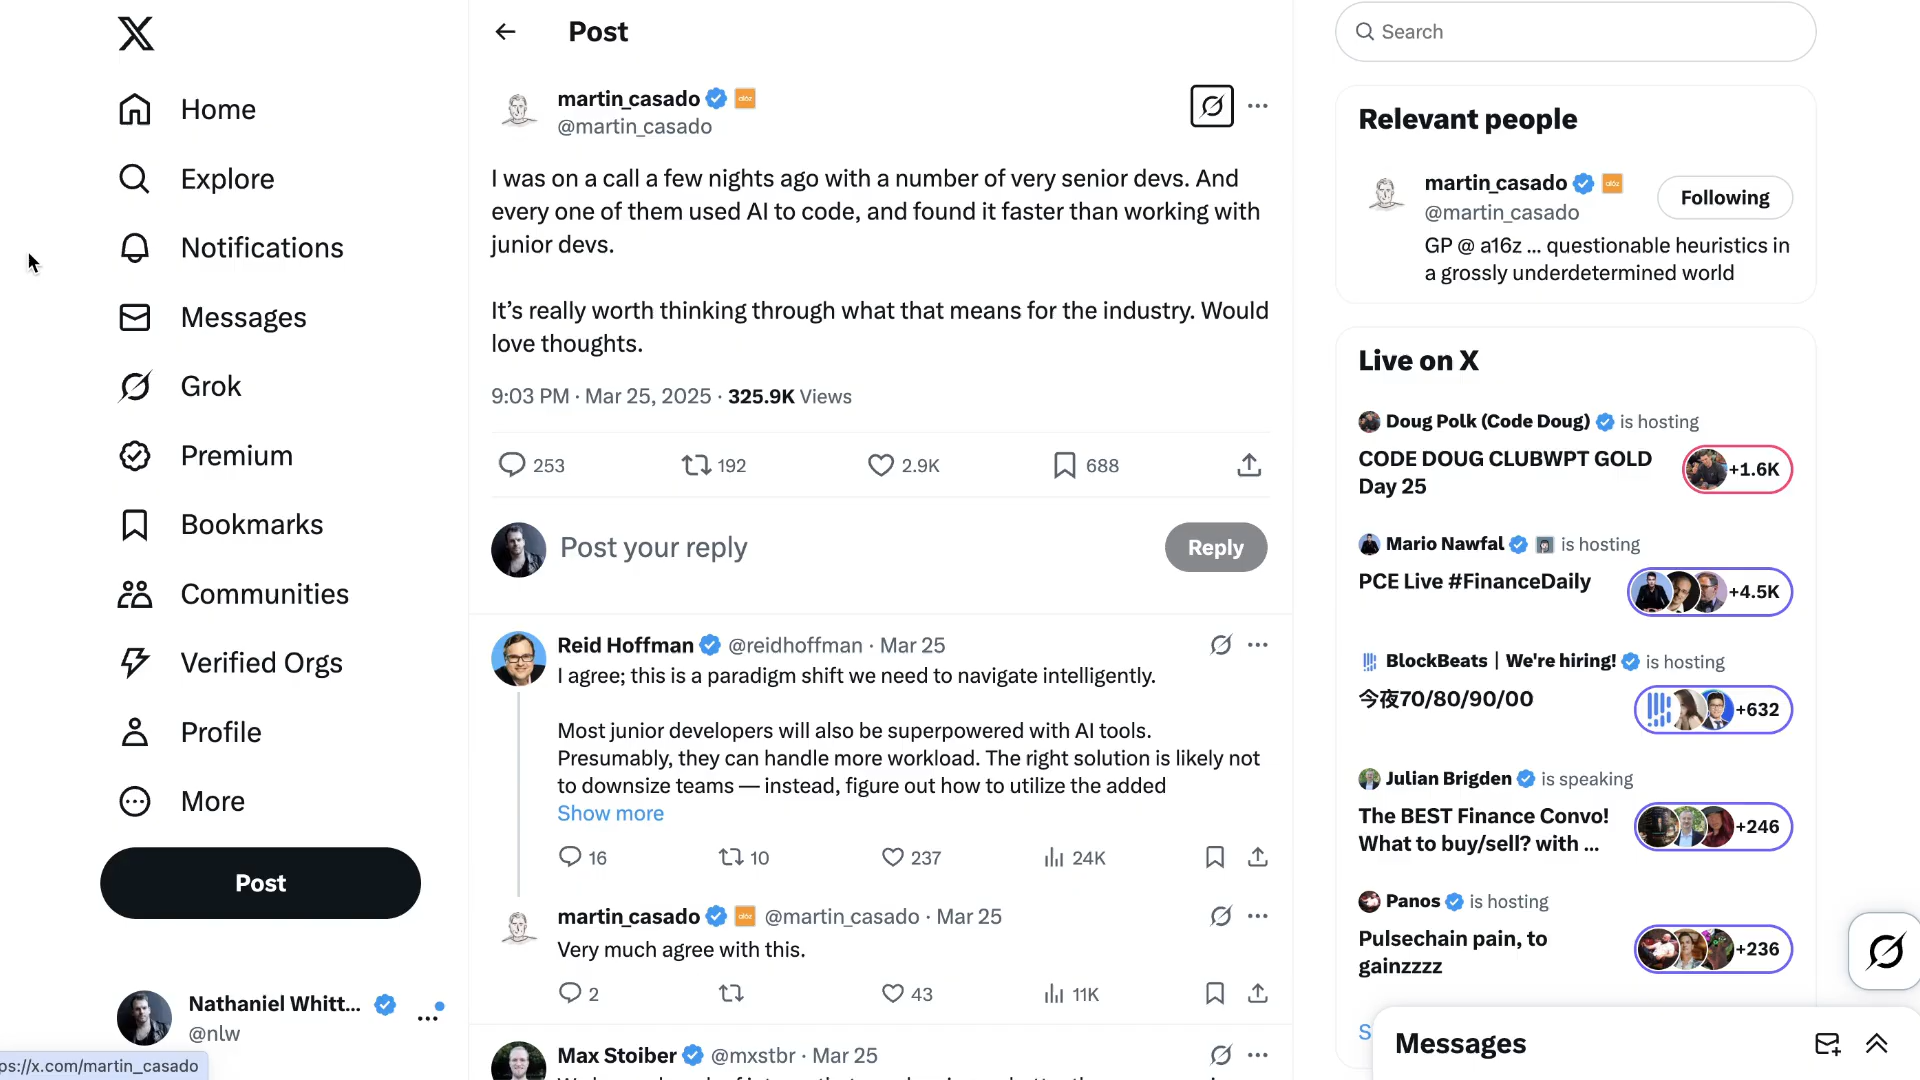 Home
Explore
Notifications
Messages
Grok
Premium
Bookmarks
Communities
Verified Orgs
Profile
More
Post
Nathaniel Whitt...
@nlw
ps://x.com/martin_casado
Post
martin_casado
@martin_casado
I was on a call a few nights ago with a number of very senior devs. And
every one of them used AI to code, and found it faster than working with
junior devs.
It’s really worth thinking through what that means for the industry. Would
love thoughts.
9:03 PM · Mar 25, 2025 · 325.9K Views
253 192 2.9K 688
Post your reply
Reply
Reid Hoffman @reidhoffman · Mar 25
I agree; this is a paradigm shift we need to navigate intelligently.
Most junior developers will also be superpowered with AI tools.
Presumably, they can handle more workload. The right solution is likely not
to downsize teams — instead, figure out how to utilize the added
Show more
16 10 237 24K
martin_casado @martin_casado · Mar 25
Very much agree with this.
2 43 11K
Max Stoiber @mxstbr · Mar 25
Search
Relevant people
martin_casado
@martin_casado
Following
GP @ a16z ... questionable heuristics in
a grossly underdetermined world
Live on X
Doug Polk (Code Doug) is hosting
CODE DOUG CLUBWPT GOLD
Day 25
+1.6K
Mario Nawfal is hosting
PCE Live #FinanceDaily
+4.5K
BlockBeats | We're hiring! is hosting
今夜70/80/90/00
+632
Julian Brigden is speaking
The BEST Finance Convo!
What to buy/sell? with ...
+246
Panos is hosting
Pulsechain pain, to
gainzzzz
+236
Messages